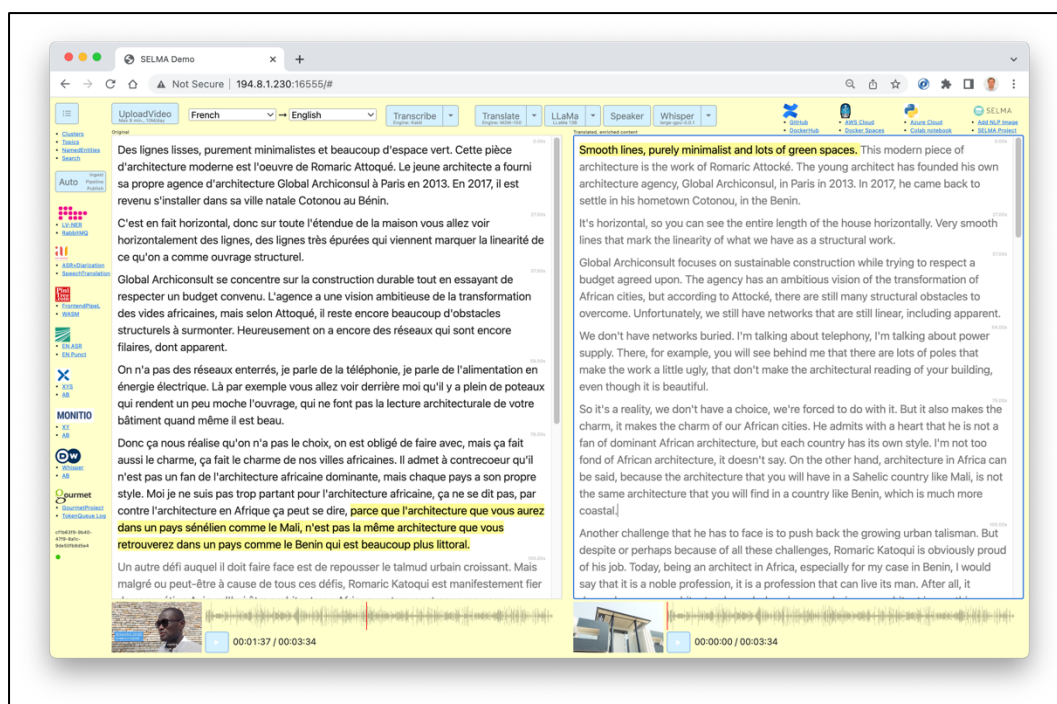 SELMA Demo
Not Secure | 194.8.1.230:16555/#
UploadVideo
French → English
Transcribe
Translate
LLaMa
Speaker
Whisper
GitHub
DockerHub
AWS Cloud
Docker Spaces
Azure Cloud
Colab notebook
SELMA
Add NLP Image
SELMA Project
Clusters
Topics
NamedEntities
Search
Auto
Ingest
Pipeline
Publish
LV-NER
RabbitMQ
ASR+Diarization
SpeechTranslation
FrontendPipeL
WASM
EN ASR
EN Punct
XYS
AB
MONITIO
XY
AB
DW
Whisper
AB
Gourmet
GourmetProject
TokenQueue Log
Original
Des lignes lisses, purement minimalistes et beaucoup d'espace vert. Cette pièce
d'architecture moderne est l'oeuvre de Romaric Attoqué. Le jeune architecte a fourni
sa propre agence d'architecture Global Archiconsul à Paris en 2013. En 2017, il est
revenu s'installer dans sa ville natale Cotonou au Bénin.
C'est en fait horizontal, donc sur toute l'étendue de la maison vous allez voir
horizontalement des lignes, des lignes très épurées qui viennent marquer la linearité de
ce qu'on a comme ouvrage structurel.
Global Archiconsult se concentre sur la construction durable tout en essayant de
respecter un budget convenu. L'agence a une vision ambitieuse de la transformation
des vides africaines, mais selon Attoqué, il reste encore beaucoup d'obstacles
structurels à surmonter. Heureusement on a encore des réseaux qui sont encore
filaires, dont apparent.
On n'a pas des réseaux enterrés, je parle de la téléphonie, je parle de l'alimentation en
énergie électrique. Là par exemple vous allez voir derrière moi qu'il y a plein de poteaux
qui rendent un peu moche l'ouvrage, qui ne font pas la lecture architecturale de votre
bâtiment quand même il est beau.
Donc ça nous réalise qu'on n'a pas le choix, on est obligé de faire avec, mais ça fait
aussi le charme, ça fait le charme de nos villes africaines. Il admet à contrecoeur qu'il
n'est pas un fan de l'architecture africaine dominante, mais chaque pays a son propre
style. Moi je ne suis pas trop partant pour l'architecture africaine, ça ne se dit pas, par
contre l'architecture en Afrique ça peut se dire, parce que l'architecture que vous aurez
dans un pays sénélien comme le Mali, n'est pas la même architecture que vous
retrouverez dans un pays comme le Benin qui est beaucoup plus littoral.
Un autre défi auquel il doit faire face est de repousser le talmud urbain croissant. Mais
malgré ou peut-être à cause de tous ces défis, Romaric Katoqui est manifestement fier
00:01:37 / 00:03:34
Translated, enriched content
Smooth lines, purely minimalist and lots of green spaces. This modern piece of
architecture is the work of Romaric Attocké. The young architect has founded his own
architecture agency, Global Archiconsul, in Paris in 2013. In 2017, he came back to
settle in his hometown Cotonou, in the Benin.
It's horizontal, so you can see the entire length of the house horizontally. Very smooth
lines that mark the linearity of what we have as a structural work.
Global Archiconsult focuses on sustainable construction while trying to respect a
budget agreed upon. The agency has an ambitious vision of the transformation of
African cities, but according to Attocké, there are still many structural obstacles to
overcome. Unfortunately, we still have networks that are still linear, including apparent.
We don't have networks buried. I'm talking about telephony, I'm talking about power
supply. There, for example, you will see behind me that there are lots of poles that
make the work a little ugly, that don't make the architectural reading of your building,
even though it is beautiful.
So it's a reality, we don't have a choice, we're forced to do with it. But it also makes the
charm, it makes the charm of our African cities. He admits with a heart that he is not a
fan of dominant African architecture, but each country has its own style. I'm not too
fond of African architecture, it doesn't say. On the other hand, architecture in Africa can
be said, because the architecture that you will have in a Sahelic country like Mali, is not
the same architecture that you will find in a country like Benin, which is much more
coastal.
Another challenge that he has to face is to push back the growing urban talisman. But
despite or perhaps because of all these challenges, Romaric Katoqui is obviously proud
of his job. Today, being an architect in Africa, especially for my case in Benin, I would
say that it is a noble profession, it is a profession that can live its man. After all, it
00:00:00 / 00:03:34